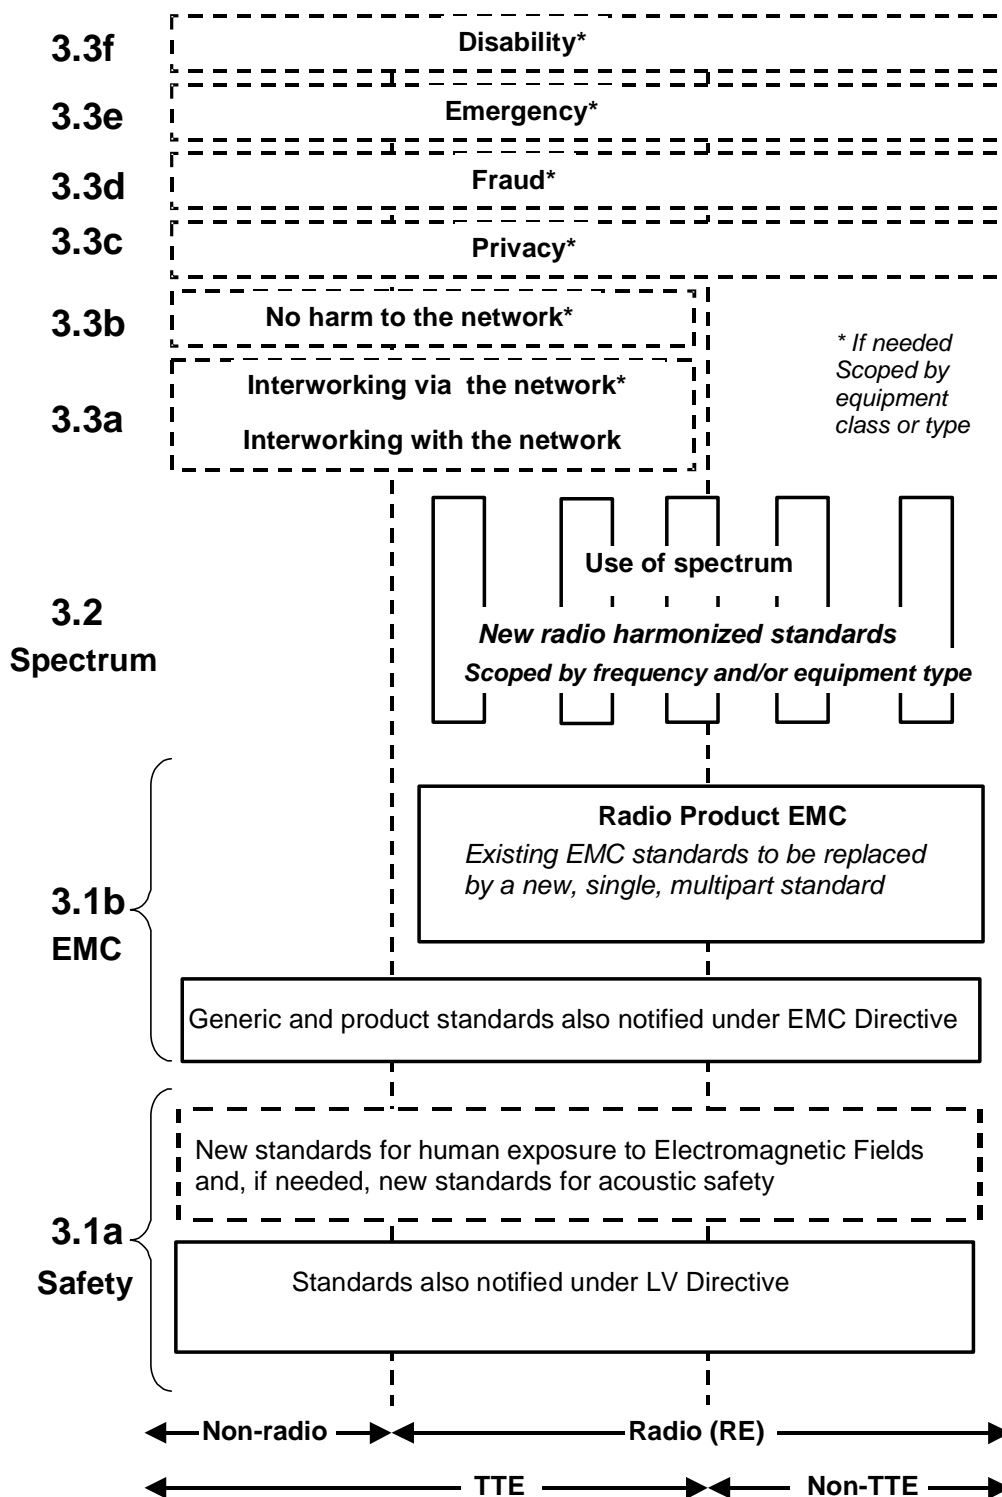 3.3f
Disability*
3.3e
Emergency*
3.3d
Fraud*
3.3c
Privacy*
3.3b
No harm to the network*
* If needed
Scoped by
equipment
class or type
3.3a
Interworking via the network*
Interworking with the network
Use of spectrum
3.2
Spectrum
New radio harmonized standards
Scoped by frequency and/or equipment type
Radio Product EMC
Existing EMC standards to be replaced
by a new, single, multipart standard
3.1b
EMC
Generic and product standards also notified under EMC Directive
New standards for human exposure to Electromagnetic Fields
and, if needed, new standards for acoustic safety
3.1a
Safety
Standards also notified under LV Directive
Non-radio
Radio (RE)
TTE
Non-TTE